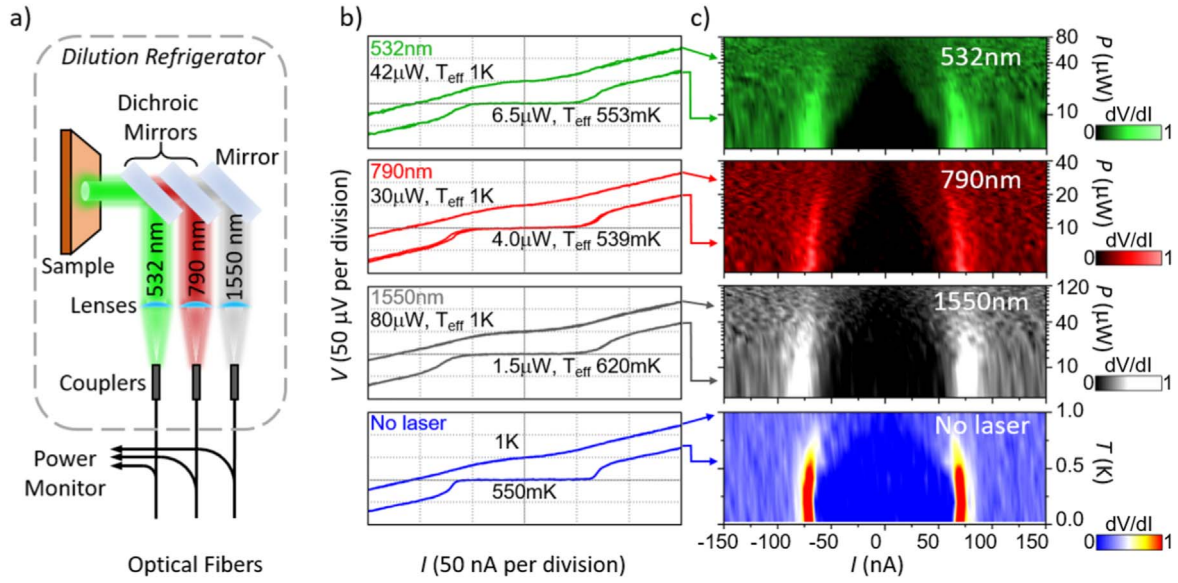 a)
Dilution Refrigerator
Dichroic
Mirrors
Mirror
532 nm
790 nm
1550 nm
Sample
Lenses
Couplers
Power
Monitor
Optical Fibers
b)
V (50 µV per division)
532nm
42µW, Teff 1K
6.5µW, Teff 553mK
790nm
30µW, Teff 1K
4.0µW, Teff 539mK
1550nm
80µW, Teff 1K
1.5µW, Teff 620mK
No laser
1K
550mK
I (50 nA per division)
c)
532nm
80
40
10
P (µW)
dV/dI
0 1
790nm
40
20
10
P (µW)
dV/dI
0 1
1550nm
120
40
10
P (µW)
dV/dI
0 1
No laser
1.0
0.5
0.0
T (K)
dV/dI
0 1
-150 -100 -50 0 50 100 150
I (nA)